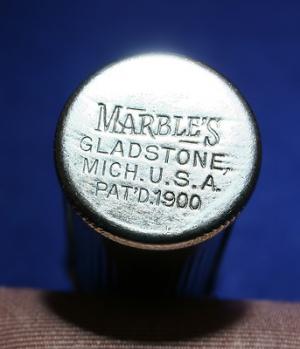 MARBLE'S
GLADSTONE,
MICH. U.S.A.
PAT'D. 1900